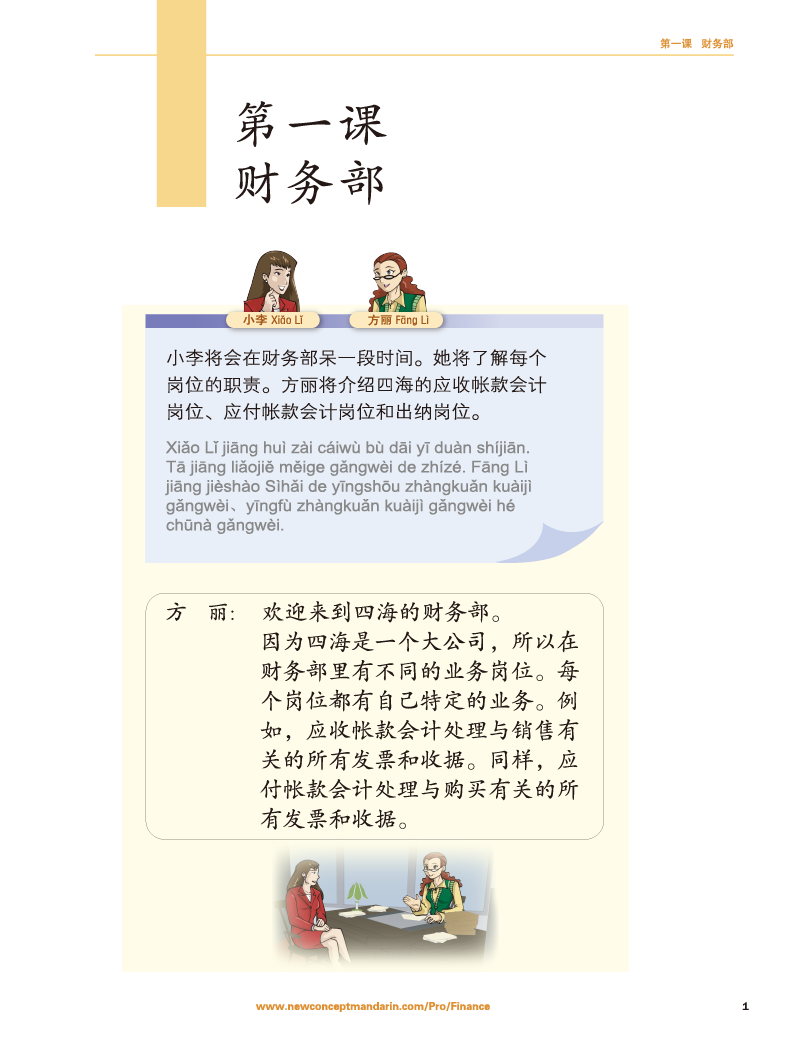 第一课 财务部
第一课
财务部
小李 Xiǎo Lǐ
方丽 Fāng Lì
小李将会在财务部呆一段时间。她将了解每个
岗位的职责。方丽将介绍四海的应收帐款会计
岗位、应付帐款会计岗位和出纳岗位。
Xiǎo Lǐ jiāng huì zài cáiwù bù dāi yī duàn shíjiān.
Tā jiāng liǎojiě měige gǎngwèi de zhízé. Fāng Lì
jiāng jièshào Sìhǎi de yīngshōu zhàngkuǎn kuàijì
gǎngwèi、yīngfù zhàngkuǎn kuàijì gǎngwèi hé
chūnà gǎngwèi.
方 丽： 欢迎来到四海的财务部。
因为四海是一个大公司，所以在
财务部里有不同的业务岗位。每
个岗位都有自己特定的业务。例
如，应收帐款会计处理与销售有
关的所有发票和收据。同样，应
付帐款会计处理与购买有关的所
有发票和收据。
www.newconceptmandarin.com/Pro/Finance
1